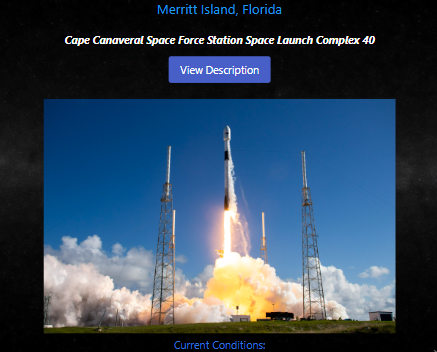 Merritt Island, Florida
Cape Canaveral Space Force Station Space Launch Complex 40
View Description
Current Conditions: